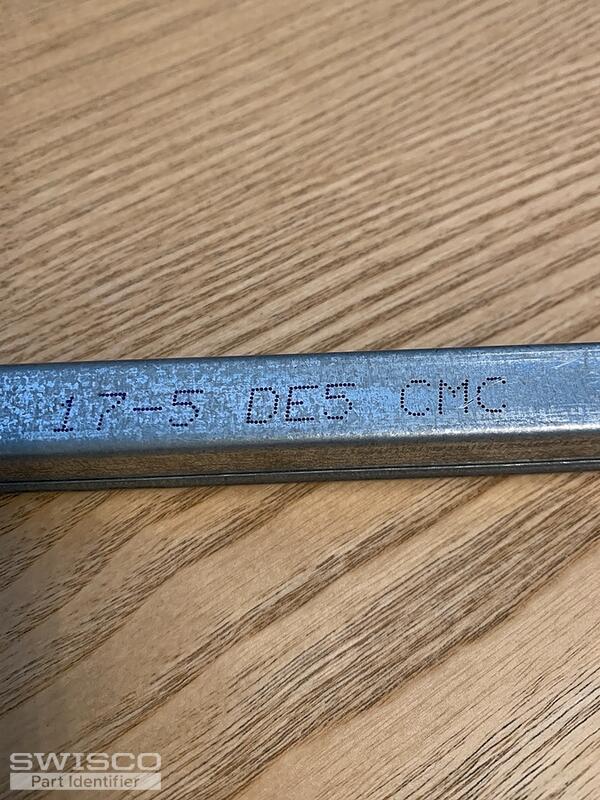 17-5 DE5 CMC
SWISCO
Part Identifier